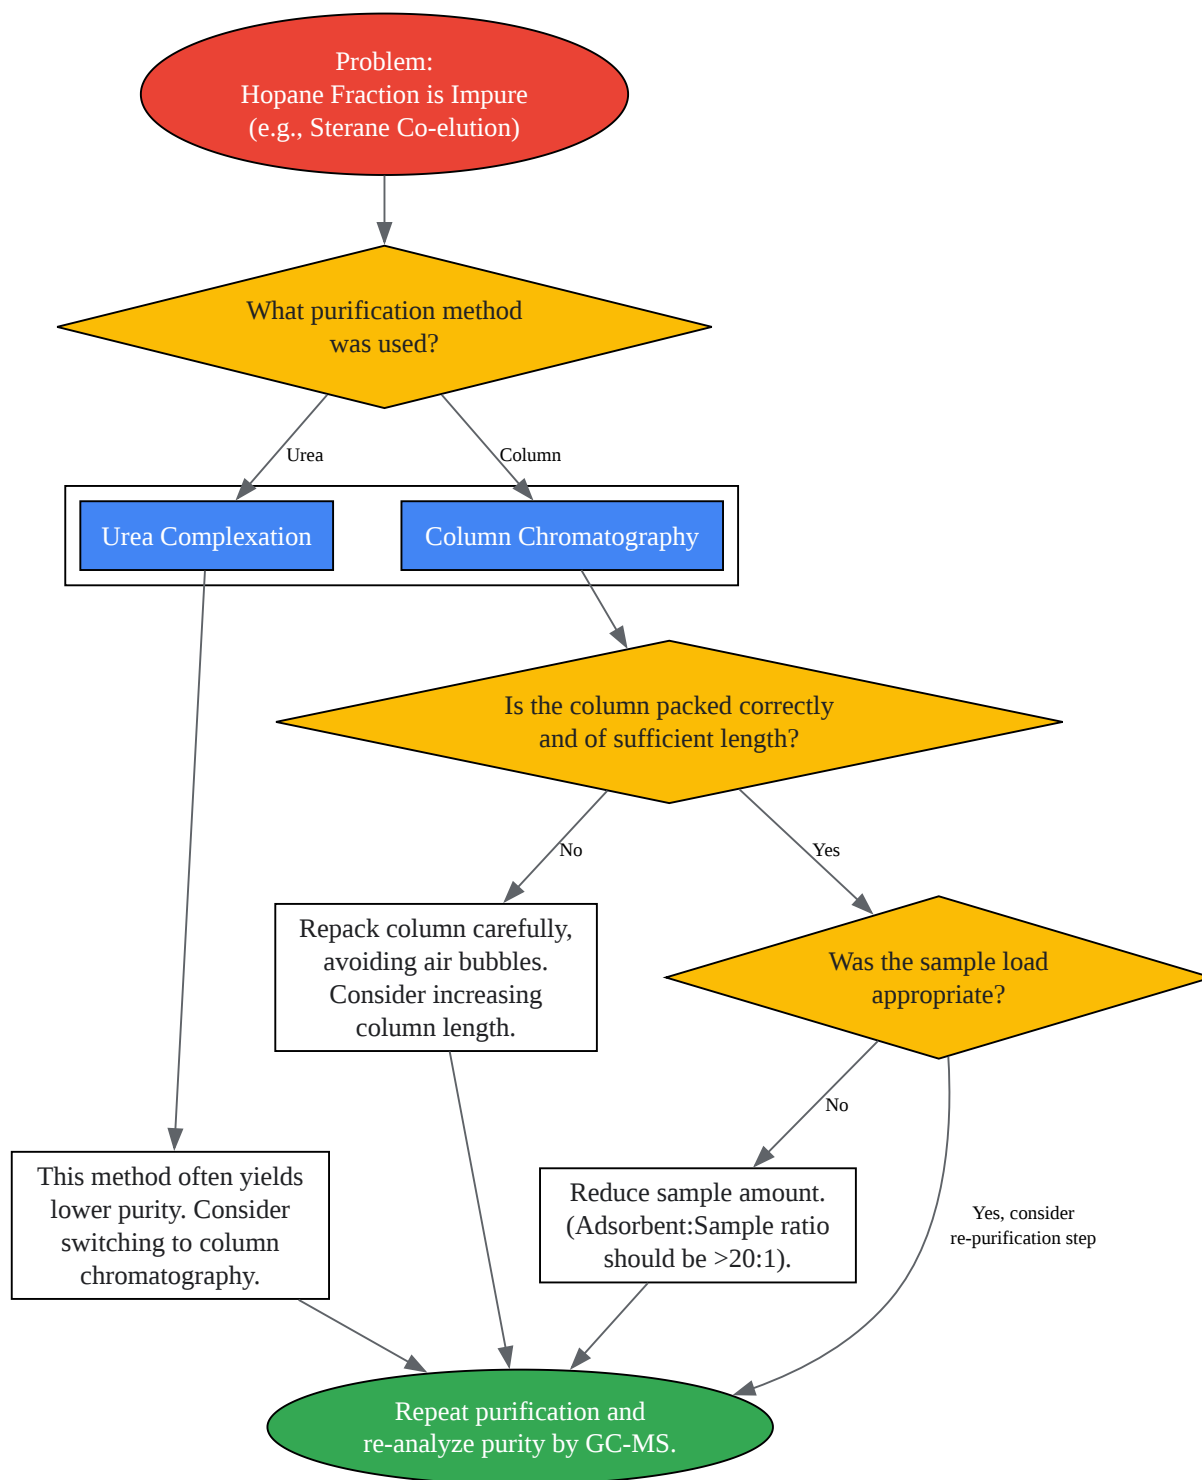 Problem:
Hopane Fraction is Impure
(e.g., Sterane Co-elution)
What purification method
was used?
Urea
Column
Urea Complexation
Column Chromatography
Is the column packed correctly
and of sufficient length?
No
Yes
Repack column carefully,
avoiding air bubbles.
Consider increasing
column length.
Was the sample load
appropriate?
No
This method often yields
lower purity. Consider
switching to column
chromatography.
Reduce sample amount.
(Adsorbent:Sample ratio
should be >20:1).
Yes, consider
re-purification step
Repeat purification and
re-analyze purity by GC-MS.